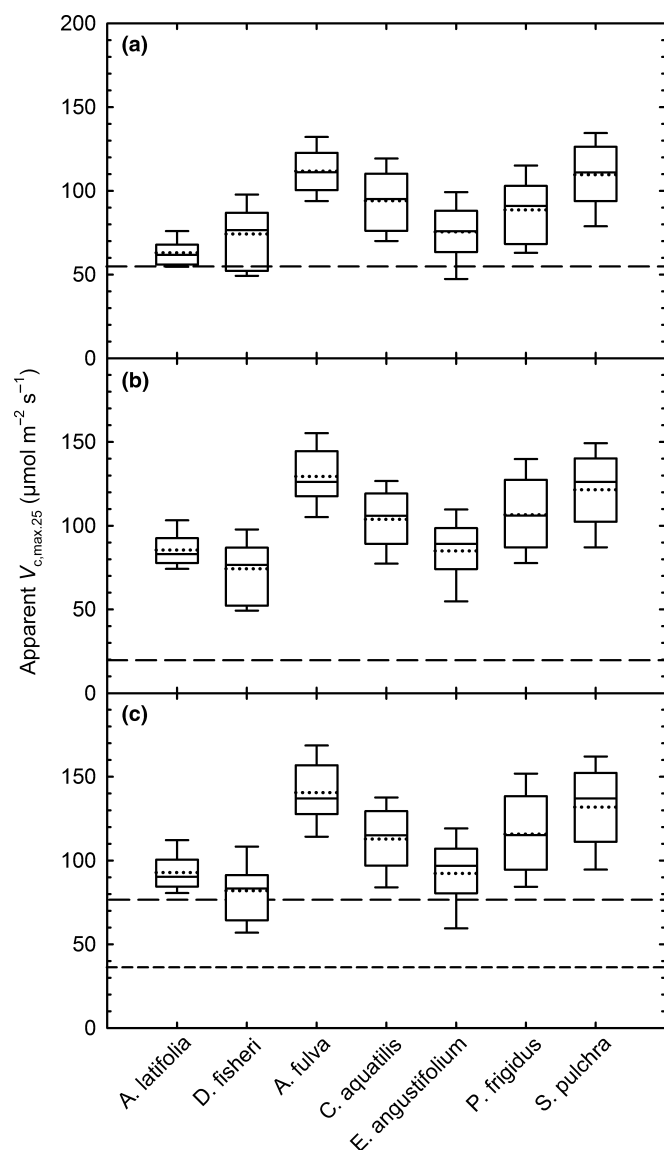 200
(a)
150
100
50
0
(b)
150
100
50
0
(c)
150
100
50
0
Apparent Vc,max.25 (μmol m−2 s−1)
A. latifolia
D. fisheri
A. fulva
C. aquatilis
E. angustifolium
P. frigidus
S. pulchra